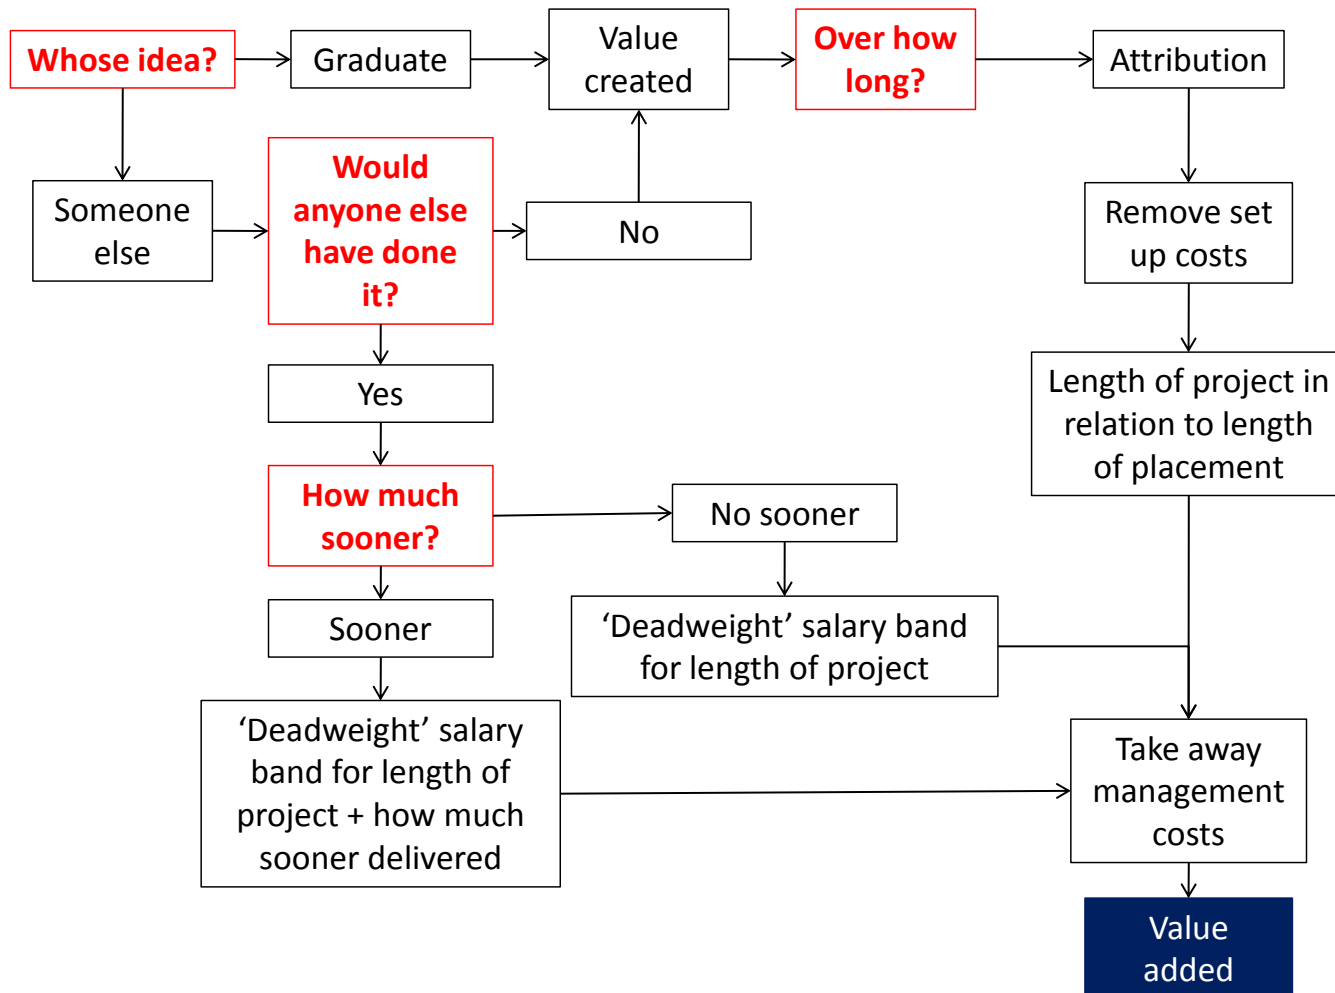 Whose idea?
Graduate
Value
created
Over how
long?
Attribution
Someone
else
Would
anyone else
have done
it?
No
Remove set
up costs
Yes
Length of project in
relation to length
of placement
How much
sooner?
No sooner
Sooner
‘Deadweight’ salary band
for length of project
‘Deadweight’ salary
band for length of
project + how much
sooner delivered
Take away
management
costs
Value
added